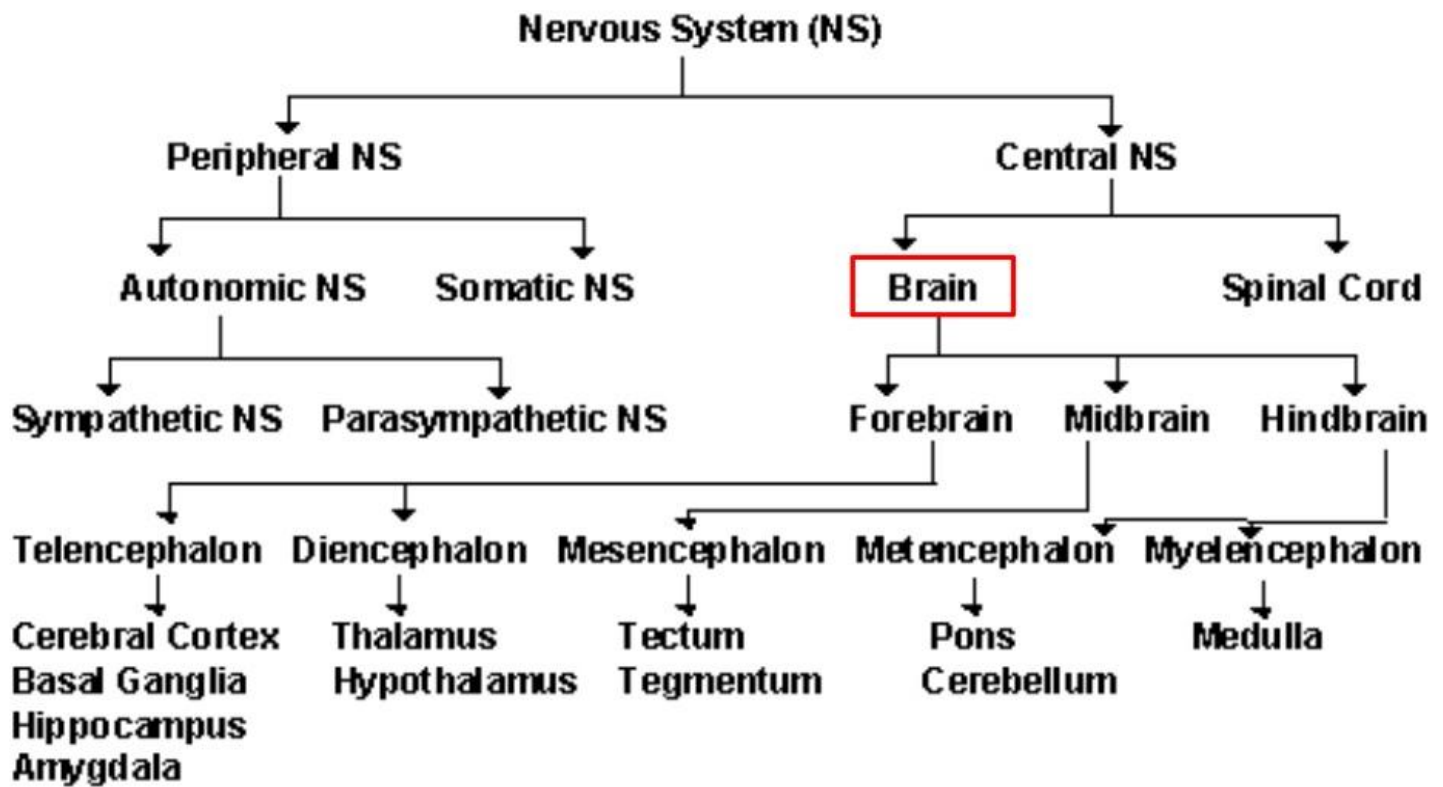 Nervous System (NS)
Peripheral NS
Central NS
Autonomic NS
Somatic NS
Brain
Spinal Cord
Sympathetic NS
Parasympathetic NS
Forebrain
Midbrain
Hindbrain
Telencephalon
Diencephalon
Mesencephalon
Metencephalon
Myelencephalon
Cerebral Cortex
Basal Ganglia
Hippocampus
Amygdala
Thalamus
Hypothalamus
Tectum
Tegmentum
Pons
Cerebellum
Medulla